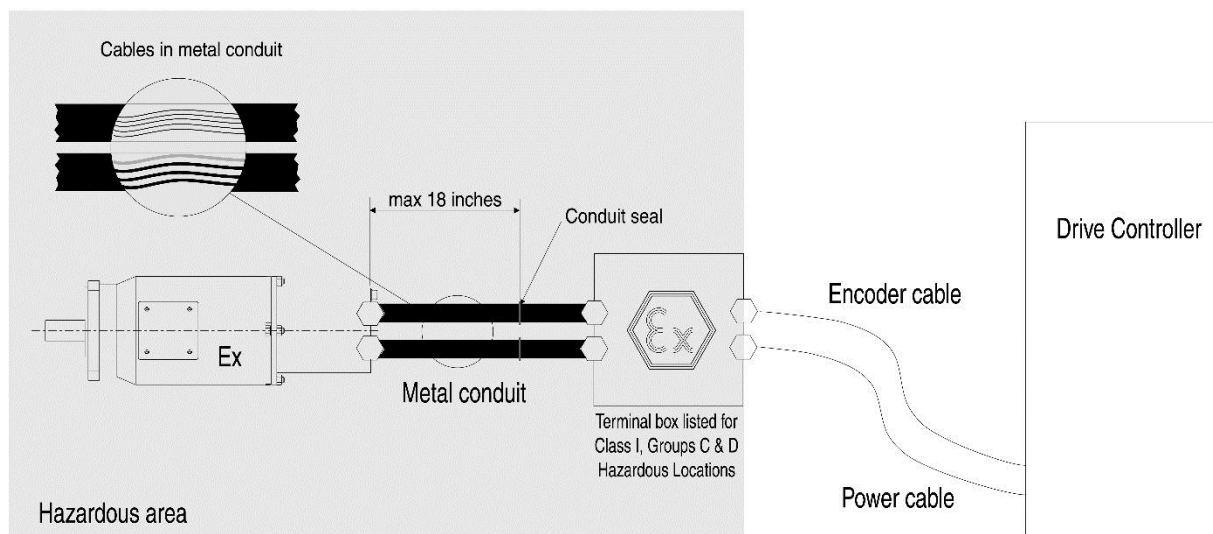 Cables in metal conduit
max 18 inches
Conduit seal
Drive Controller
Encoder cable
Ex
Ex
Metal conduit
Terminal box listed for
Class I, Groups C & D
Hazardous Locations
Power cable
Hazardous area